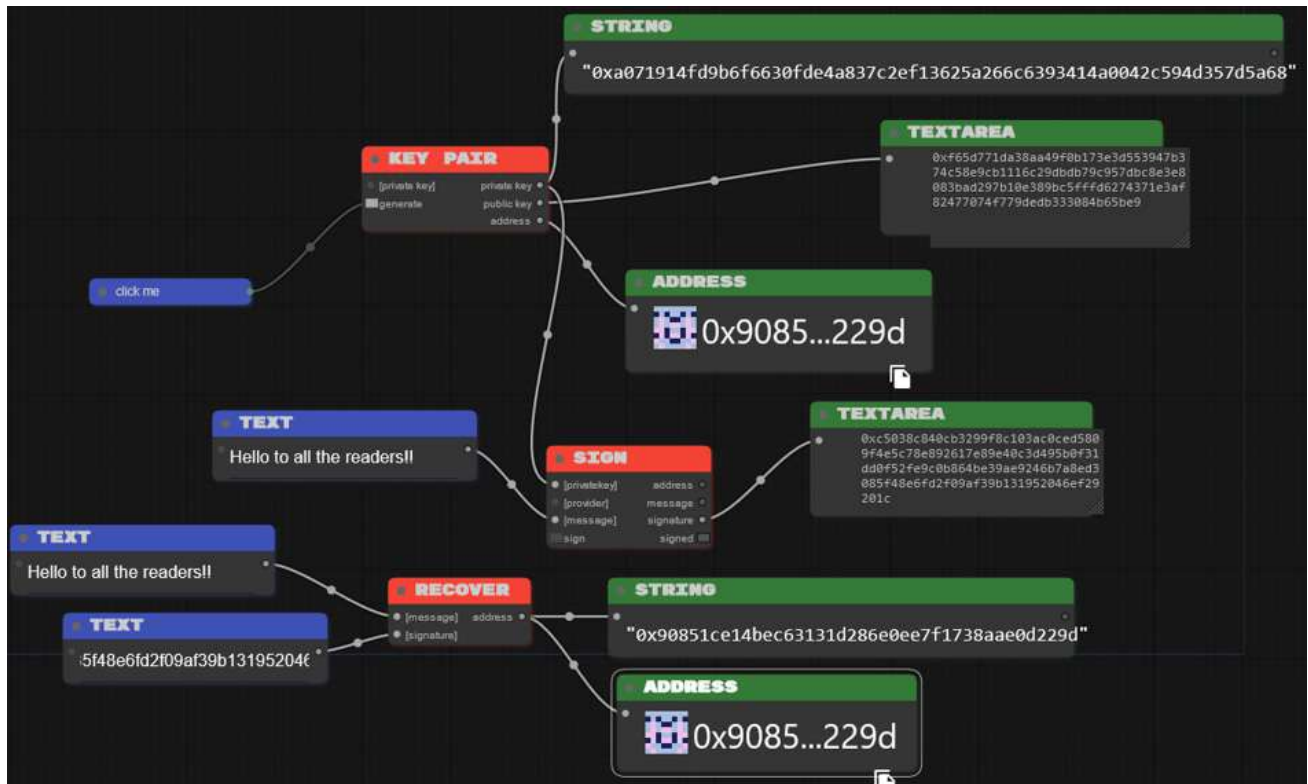 STRING
"0xa071914fd9b6f6630fde4a837c2ef13625a266c6393414a0042c594d357d5a68"
TEXTAREA
0xf65d771da38aa49f0b173e3d553947b3
74c58e9cb1116c29dbdb79c957dbc8e3e8
083bad297b10e389bc5fffd6274371e3af
82477074f779dedb333084b65be9
KEY PAIR
[private key] private key
generate public key
address
click me
ADDRESS
0x9085...229d
TEXT
Hello to all the readers!!
TEXTAREA
0xc5038c840cb3299f8c103ac0ced580
9f4e5c78e892617e89e40c3d495b0f31
dd0f52fe9c0b864be39ae9246b7a8ed3
085f48e6fd2f09af39b131952046ef29
201c
SIGN
[privatekey] address
[provider] message
[message] signature
sign signed
TEXT
Hello to all the readers!!
RECOVER
[message] address
[signature]
STRING
"0x90851ce14bec63131d286e0ee7f1738aae0d229d"
TEXT
5f48e6fd2f09af39b131952046
ADDRESS
0x9085...229d